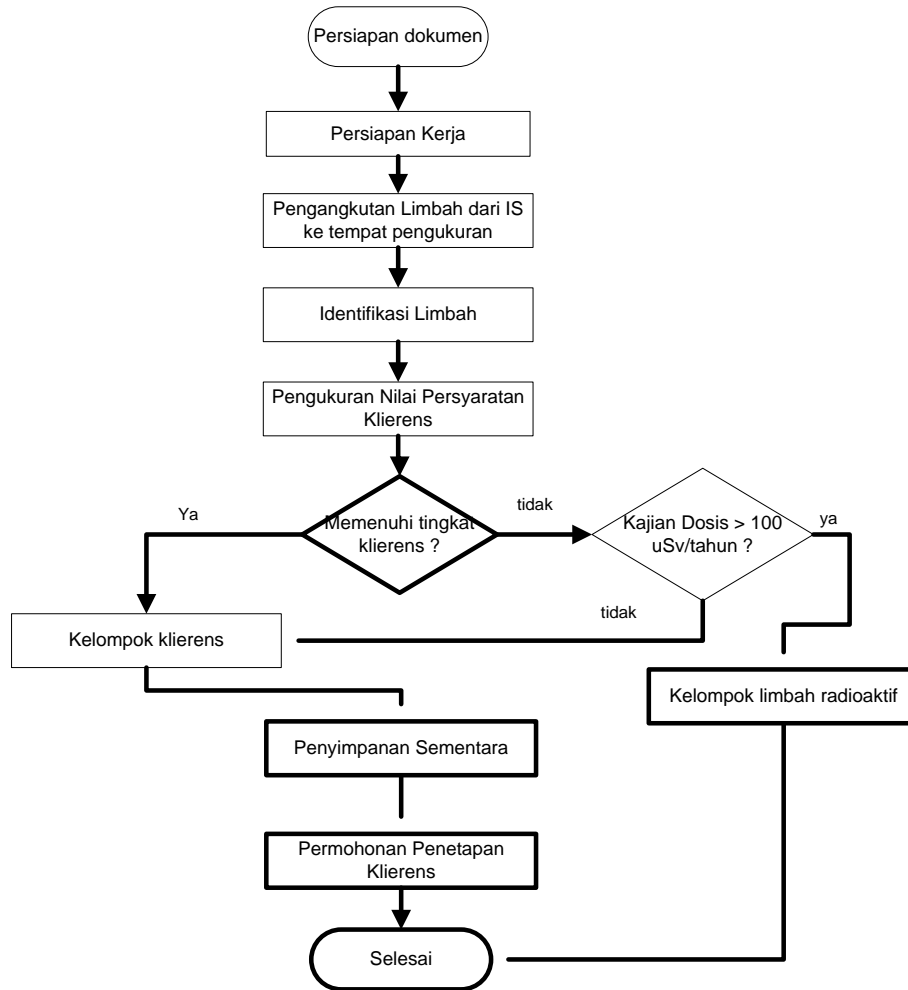 Persiapan dokumen
Persiapan Kerja
Pengangkutan Limbah dari IS
ke tempat pengukuran
Identifikasi Limbah
Pengukuran Nilai Persyaratan
Klierens
Memenuhi tingkat
klierens ?
Ya
tidak
Kajian Dosis > 100
uSv/tahun ?
ya
tidak
Kelompok klierens
Kelompok limbah radioaktif
Penyimpanan Sementara
Permohonan Penetapan
Klierens
Selesai